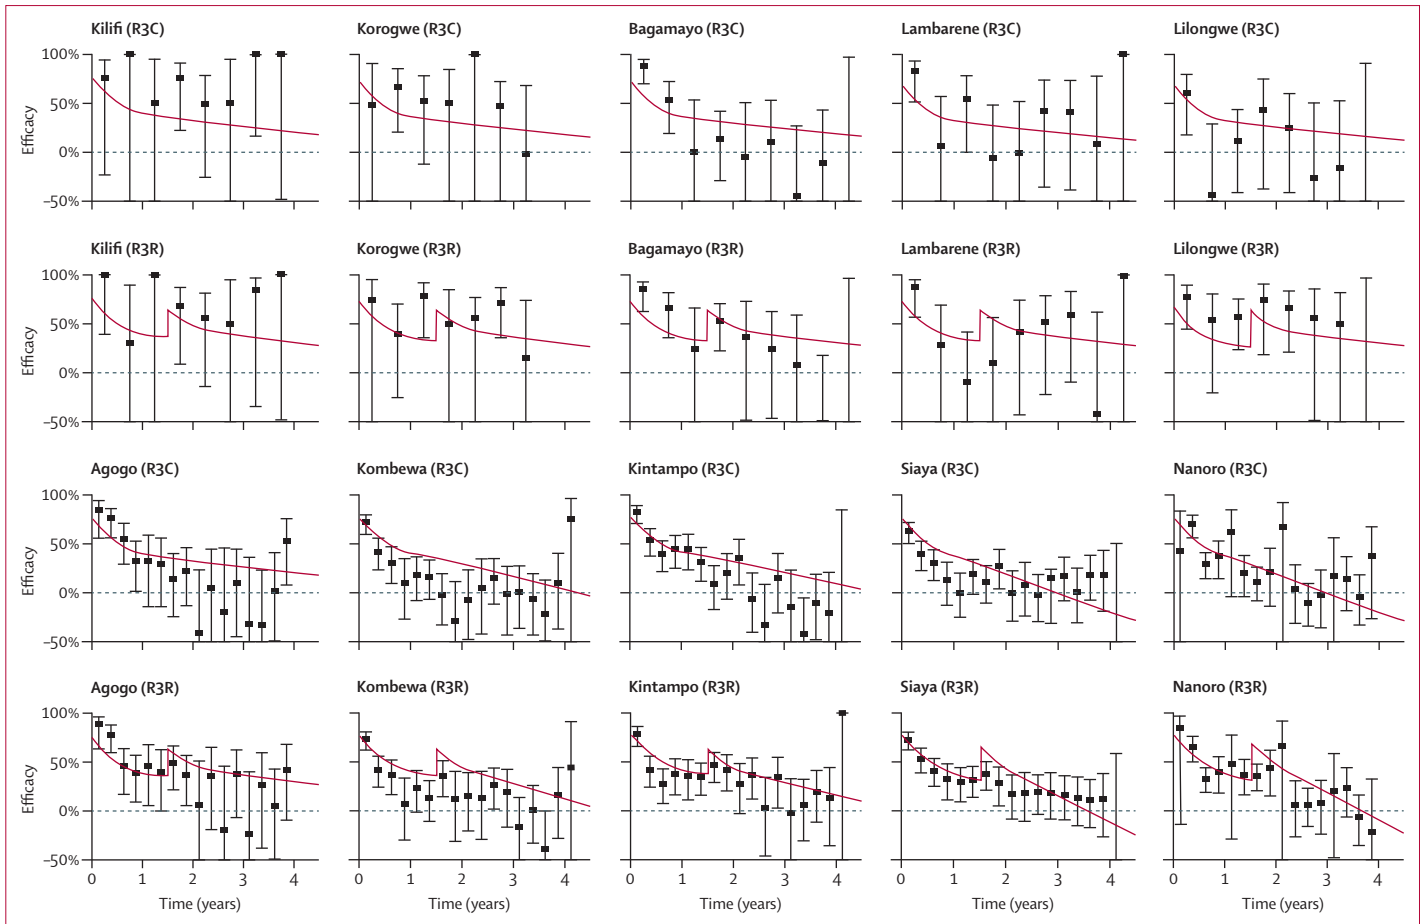 Kilifi (R3C)
Korogwe (R3C)
Bagamayo (R3C)
Lambarene (R3C)
Lilongwe (R3C)
100%
50%
0%
–50%
Efficacy
Kilifi (R3R)
Korogwe (R3R)
Bagamayo (R3R)
Lambarene (R3R)
Lilongwe (R3R)
100%
50%
0%
–50%
Efficacy
Agogo (R3C)
Kombewa (R3C)
Kintampo (R3C)
Siaya (R3C)
Nanoro (R3C)
100%
50%
0%
–50%
Efficacy
Agogo (R3R)
Kombewa (R3R)
Kintampo (R3R)
Siaya (R3R)
Nanoro (R3R)
100%
50%
0%
–50%
Efficacy
0 1 2 3 4
0 1 2 3 4
0 1 2 3 4
0 1 2 3 4
0 1 2 3 4
Time (years)
Time (years)
Time (years)
Time (years)
Time (years)